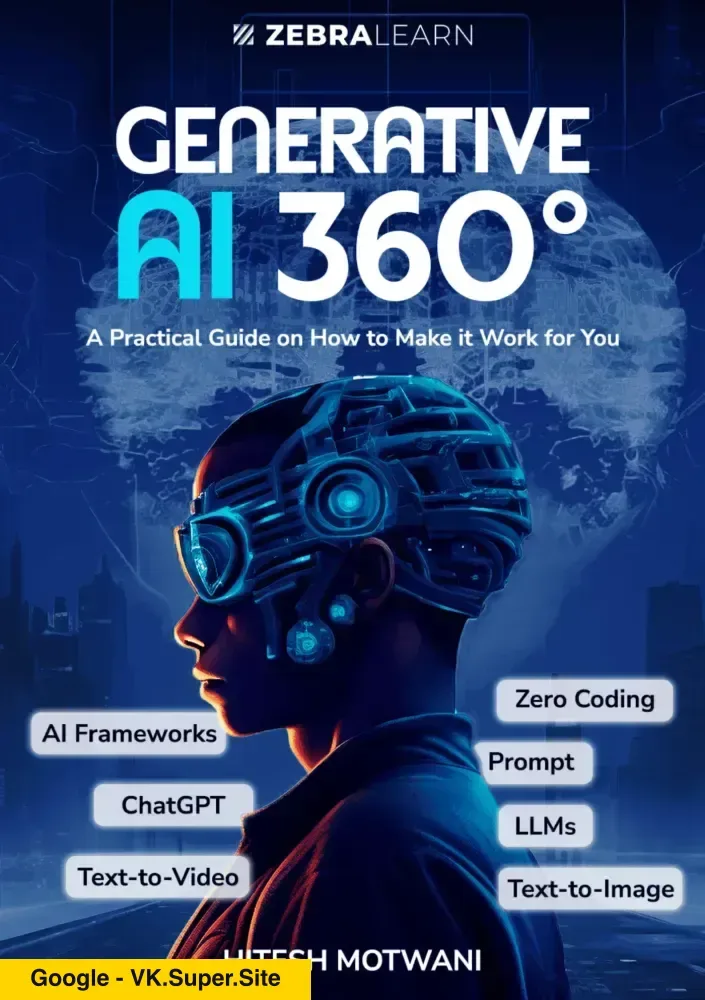 ZEBRALEARN
GENERATIVE
AI 360°
A Practical Guide on How to Make it Work for You
Zero Coding
AI Frameworks
Prompt
ChatGPT
LLMs
Text-to-Video
Text-to-Image
HITESH MOTWANI
Google - VK.Super.Site